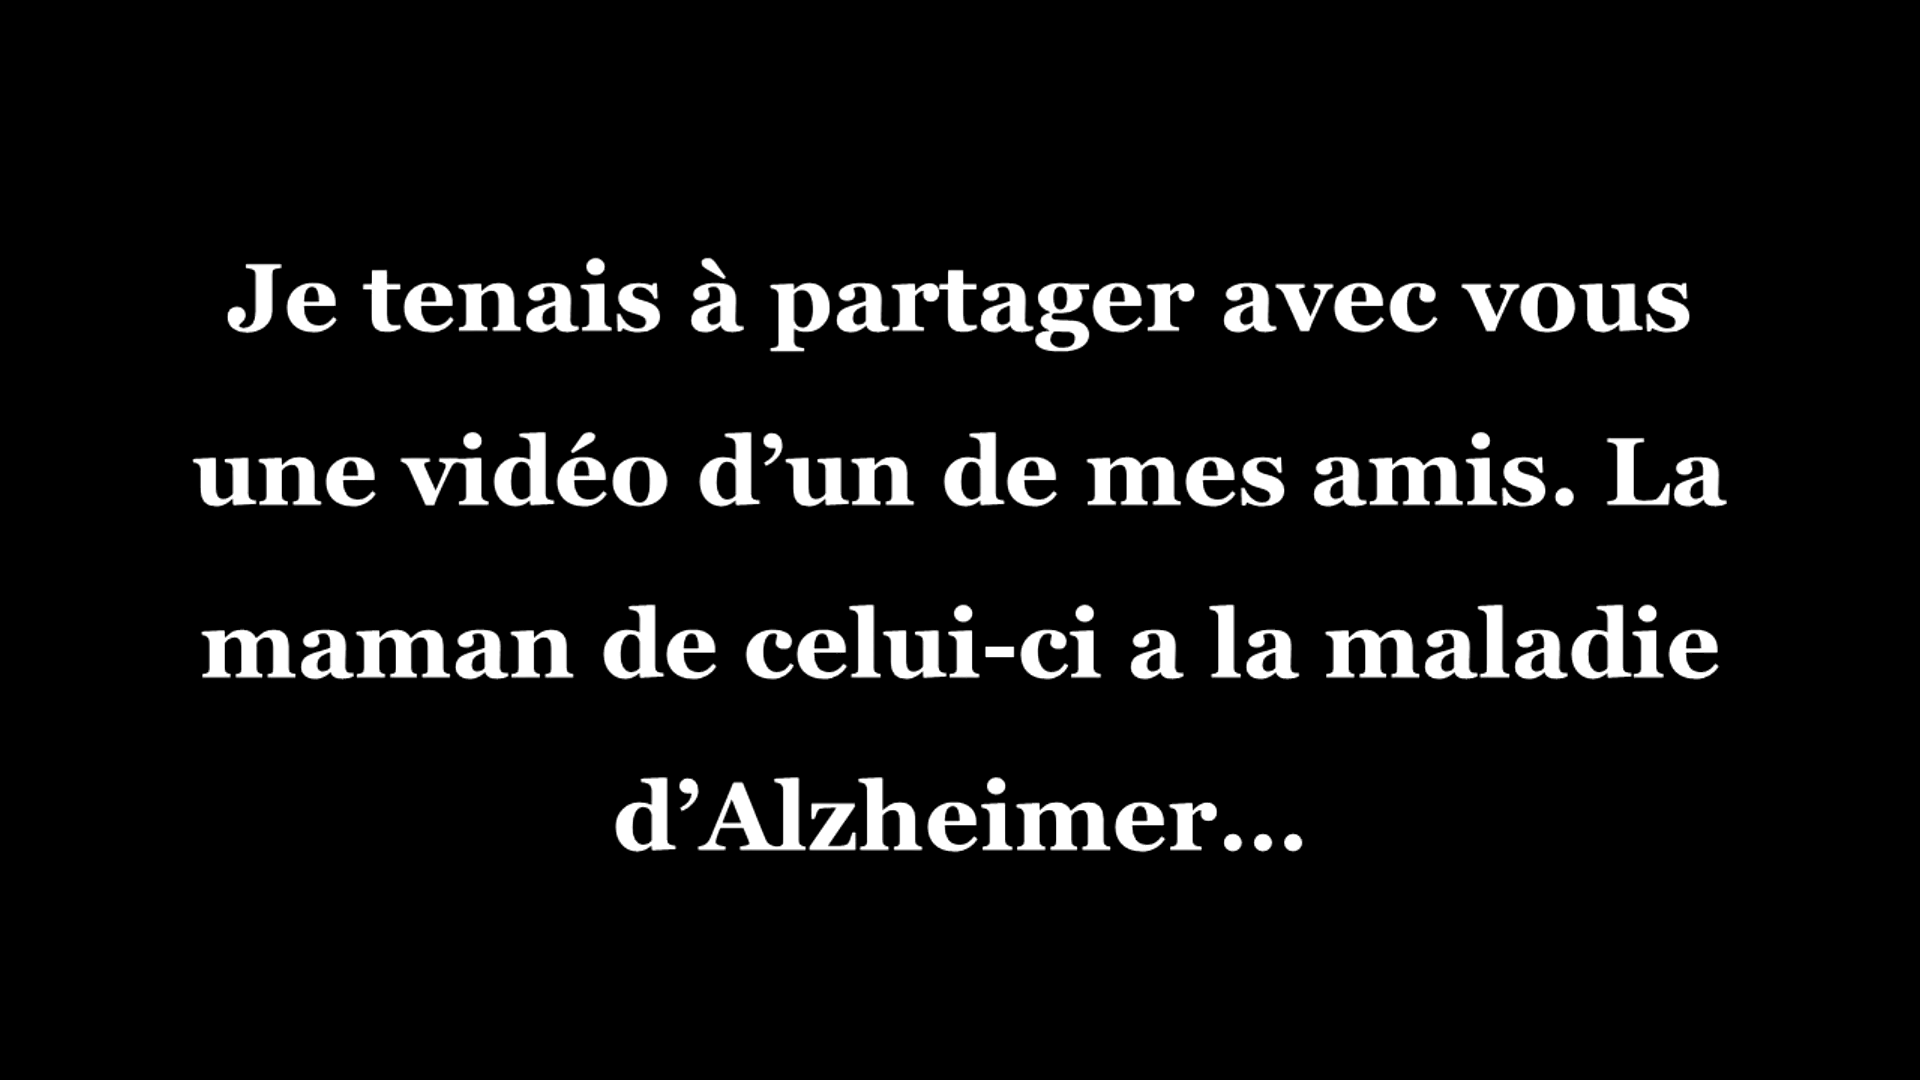 Je tenais à partager avec vous
une vidéo d’un de mes amis. La
maman de celui-ci a la maladie
d’Alzheimer...